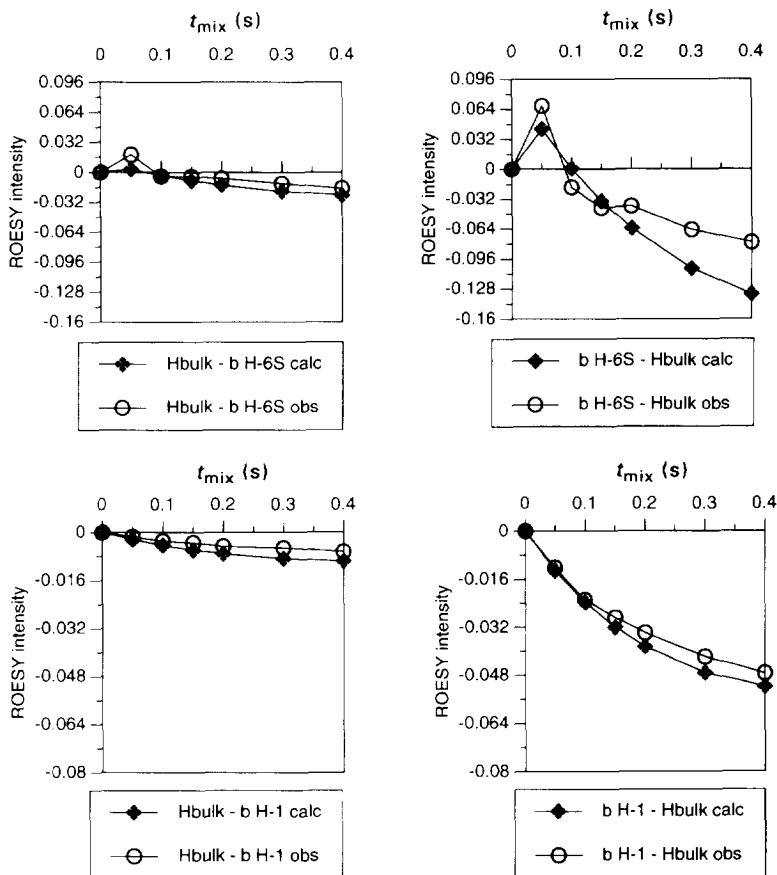 t mix (s)
0 0.1 0.2 0.3 0.4
0.096
0.064
0.032
0
-0.032
-0.064
-0.096
-0.128
-0.16
ROESY intensity
Hbulk - b H-6S calc
Hbulk - b H-6S obs
t mix (s)
0 0.1 0.2 0.3 0.4
0.096
0.064
0.032
0
-0.032
-0.064
-0.096
-0.128
-0.16
ROESY intensity
b H-6S - Hbulk calc
b H-6S - Hbulk obs
t mix (s)
0 0.1 0.2 0.3 0.4
0
-0.016
-0.032
-0.048
-0.064
-0.08
ROESY intensity
Hbulk - b H-1 calc
Hbulk - b H-1 obs
t mix (s)
0 0.1 0.2 0.3 0.4
0
-0.016
-0.032
-0.048
-0.064
-0.08
ROESY intensity
b H-1 - Hbulk calc
b H-1 - Hbulk obs